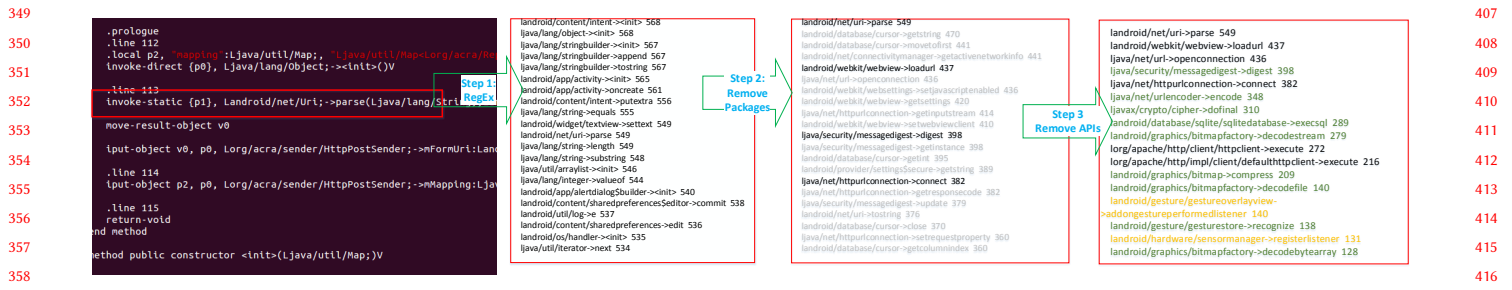 349
350
351
352
353
354
355
356
357
358
.prologue
.line 112
.local p2, "mapping":Ljava/util/Map;, "Ljava/util/Map<Lorg/acra/Re
invoke-direct {p0}, Ljava/lang/Object;-><init>()V
.line 113
invoke-static {p1}, Landroid/net/Uri;->parse(Ljava/lang/Stri
move-result-object v0
iput-object v0, p0, Lorg/acra/sender/HttpPostSender;->mFormUri:Lan
.line 114
iput-object p2, p0, Lorg/acra/sender/HttpPostSender;->mMapping:Ljav
.line 115
return-void
end method
method public constructor <init>(Ljava/util/Map;)V
Step 1:
RegEx
landroid/content/intent-><init> 568
ljava/lang/object-><init> 568
ljava/lang/stringbuilder-><init> 567
ljava/lang/stringbuilder->append 567
ljava/lang/stringbuilder->tostring 567
landroid/app/activity-><init> 565
landroid/app/activity->oncreate 561
landroid/content/intent->putextra 556
ljava/lang/string->equals 555
landroid/widget/textview->settext 549
landroid/net/uri->parse 549
ljava/lang/string->length 549
ljava/lang/string->substring 548
ljava/util/arraylist-><init> 546
ljava/lang/integer->valueof 544
landroid/app/alertdialog$builder-><init> 540
landroid/content/sharedpreferences$editor->commit 538
landroid/util/log->e 537
landroid/content/sharedpreferences->edit 536
landroid/os/handler-><init> 535
ljava/util/iterator->next 534
Step 2:
Remove
Packages
landroid/net/uri->parse 549
landroid/database/cursor->getstring 470
landroid/database/cursor->movetofirst 441
landroid/net/connectivitymanager->getactivenetworkinfo 441
landroid/webkit/webview->loadurl 437
ljava/net/url->openconnection 436
landroid/webkit/websettings->setjavascriptenabled 436
landroid/webkit/webview->getsettings 420
ljava/net/httpurlconnection->getinputstream 414
landroid/webkit/webview->setwebviewclient 410
ljava/security/messagedigest->digest 398
ljava/security/messagedigest->getinstance 398
landroid/database/cursor->getint 395
landroid/provider/settings$secure->getstring 389
ljava/net/httpurlconnection->connect 382
ljava/net/httpurlconnection->getresponsecode 382
ljava/security/messagedigest->update 379
landroid/net/uri->tostring 376
landroid/database/cursor->close 370
ljava/net/httpurlconnection->setrequestproperty 360
landroid/database/cursor->getcolumnindex 360
Step 3
Remove APIs
landroid/net/uri->parse 549
landroid/webkit/webview->loadurl 437
ljava/net/url->openconnection 436
ljava/security/messagedigest->digest 398
ljava/net/httpurlconnection->connect 382
ljava/net/urlencoder->encode 348
ljavax/crypto/cipher->dofinal 310
landroid/database/sqlite/sqlitedatabase->execsql 289
landroid/graphics/bitmapfactory->decodestream 279
lorg/apache/http/client/httpclient->execute 272
lorg/apache/http/impl/client/defaulthttpclient->execute 216
landroid/graphics/bitmap->compress 209
landroid/graphics/bitmapfactory->decodefile 140
landroid/gesture/gestureoverlayview-
>addongestureperformedlistener 140
landroid/gesture/gesturestore->recognize 138
landroid/hardware/sensormanager->registerlistener 131
landroid/graphics/bitmapfactory->decodebytearray 128
407
408
409
410
411
412
413
414
415
416